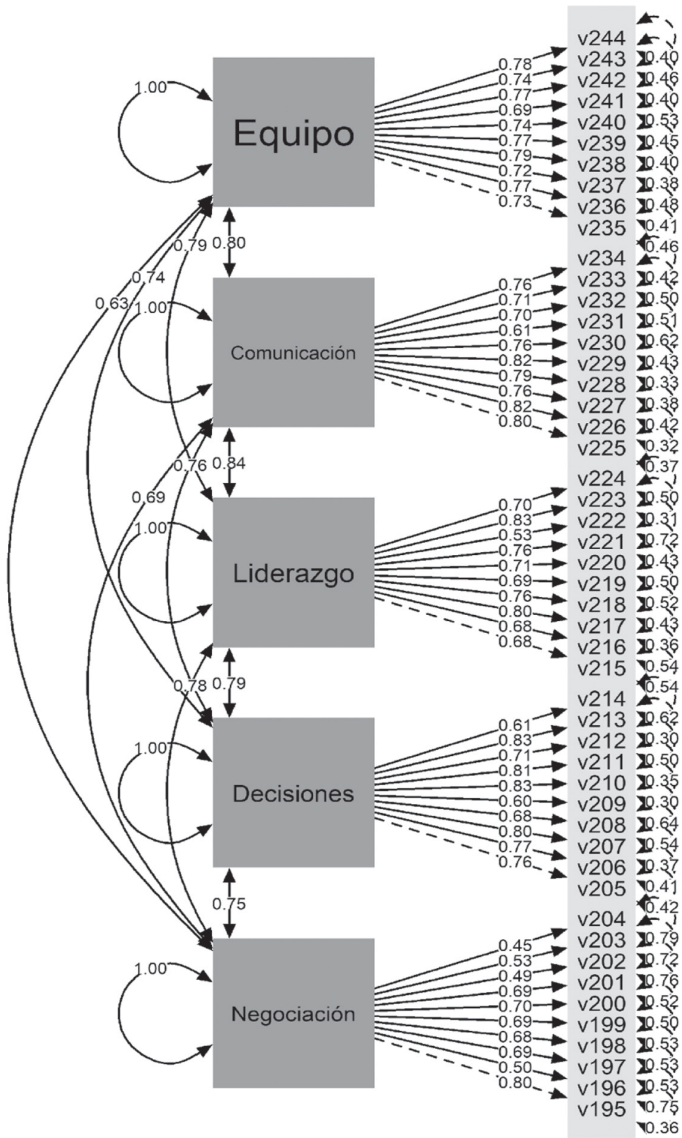 1.00
Equipo
0.78
0.74
0.77
0.69
0.74
0.77
0.79
0.72
0.77
0.73
v244
v243
v242
v241
v240
v239
v238
v237
v236
v235
0.40
0.46
0.40
0.53
0.45
0.40
0.38
0.48
0.41
0.46
0.63
0.74
0.79
0.80
1.00
Comunicación
0.76
0.71
0.70
0.61
0.76
0.82
0.79
0.76
0.82
0.80
v234
v233
v232
v231
v230
v229
v228
v227
v226
v225
0.42
0.50
0.51
0.62
0.43
0.33
0.38
0.42
0.32
0.37
0.69
0.76
0.84
1.00
Liderazgo
0.70
0.83
0.53
0.76
0.71
0.69
0.76
0.80
0.68
0.68
v224
v223
v222
v221
v220
v219
v218
v217
v216
v215
0.50
0.31
0.72
0.43
0.50
0.52
0.43
0.36
0.54
0.54
0.78
0.79
1.00
Decisiones
0.61
0.83
0.71
0.81
0.83
0.60
0.68
0.80
0.77
0.76
v214
v213
v212
v211
v210
v209
v208
v207
v206
v205
0.62
0.30
0.50
0.35
0.30
0.64
0.54
0.37
0.41
0.42
0.75
1.00
Negociación
0.45
0.53
0.49
0.69
0.70
0.69
0.68
0.69
0.50
0.80
v204
v203
v202
v201
v200
v199
v198
v197
v196
v195
0.79
0.72
0.76
0.52
0.50
0.53
0.53
0.53
0.75
0.36